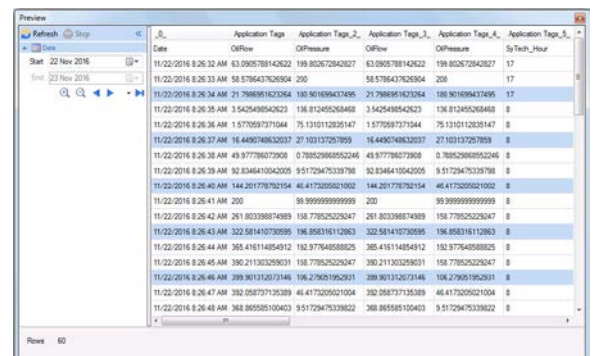 Preview
Refresh Stop «
Date
Start 22 Nov 2016
End 23 Nov 2016
_0_ Application Tags Application Tags_2_ Application Tags_3_ Application Tags_4_ Application Tags_5_
Date OilFlow OilPressure OilFlow OilPressure SyTech_Hour
11/22/2016 8:26:32 AM 63.0905788142622 199.802672842827 63.0905788142622 199.802672842827 17
11/22/2016 8:26:33 AM 58.5786437626904 200 58.5786437626904 200 17
11/22/2016 8:26:34 AM 21.7986951623264 180.901699437495 21.7986951623264 180.901699437495 17
11/22/2016 8:26:35 AM 3.5425498542623 136.812455268468 3.5425498542623 136.812455268468 8
11/22/2016 8:26:36 AM 1.5770597371044 75.1310112835147 1.5770597371044 75.1310112835147 8
11/22/2016 8:26:37 AM 16.4490748632037 27.103137257859 16.4490748632037 27.103137257859 8
11/22/2016 8:26:38 AM 49.977786073908 0.788529868552246 49.977786073908 0.788529868552246 8
11/22/2016 8:26:39 AM 92.8346410042005 9.51729475339798 92.8346410042005 9.51729475339798 8
11/22/2016 8:26:40 AM 144.201778792154 46.4173205021002 144.201778792154 46.4173205021002 8
11/22/2016 8:26:41 AM 200 99.9999999999999 200 99.9999999999999 8
11/22/2016 8:26:42 AM 261.803398874989 158.778525229247 261.803398874989 158.778525229247 8
11/22/2016 8:26:43 AM 322.581410730595 196.858316112863 322.581410730595 196.858316112863 8
11/22/2016 8:26:44 AM 365.416114854912 192.977648588825 365.416114854912 192.977648588825 8
11/22/2016 8:26:45 AM 390.211303259031 158.778525229247 390.211303259031 158.778525229247 8
11/22/2016 8:26:46 AM 399.901312073146 106.279051952931 399.901312073146 106.279051952931 8
11/22/2016 8:26:47 AM 392.058737135389 46.4173205021004 392.058737135389 46.4173205021004 8
11/22/2016 8:26:48 AM 368.865585100403 9.51729475339822 368.865585100403 9.51729475339822 8
Rows 60